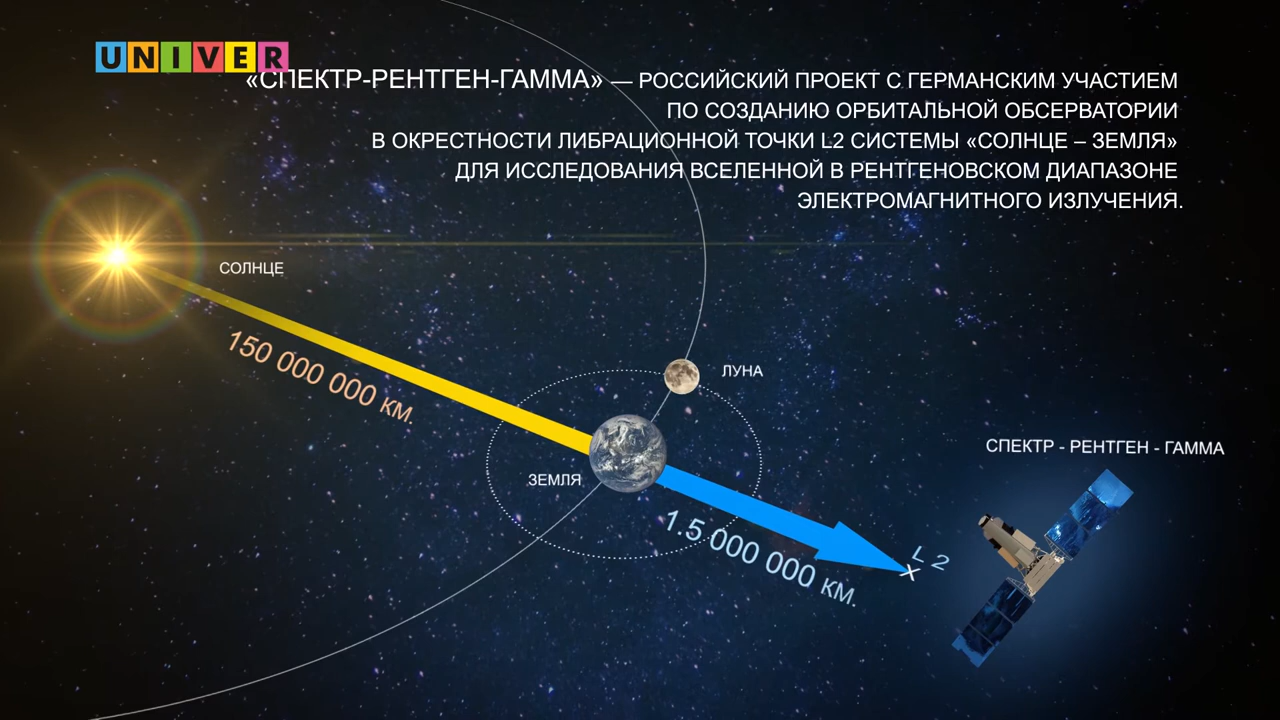 UNIVER
«СПЕКТР-РЕНТГЕН-ГАММА» — РОССИЙСКИЙ ПРОЕКТ С ГЕРМАНСКИМ УЧАСТИЕМ
ПО СОЗДАНИЮ ОРБИТАЛЬНОЙ ОБСЕРВАТОРИИ
В ОКРЕСТНОСТИ ЛИБРАЦИОННОЙ ТОЧКИ L2 СИСТЕМЫ «СОЛНЦЕ – ЗЕМЛЯ»
ДЛЯ ИССЛЕДОВАНИЯ ВСЕЛЕННОЙ В РЕНТГЕНОВСКОМ ДИАПАЗОНЕ
ЭЛЕКТРОМАГНИТНОГО ИЗЛУЧЕНИЯ.
СОЛНЦЕ
150 000 000 КМ.
ЛУНА
ЗЕМЛЯ
СПЕКТР - РЕНТГЕН - ГАММА
1.5 000 000 КМ.
L 2